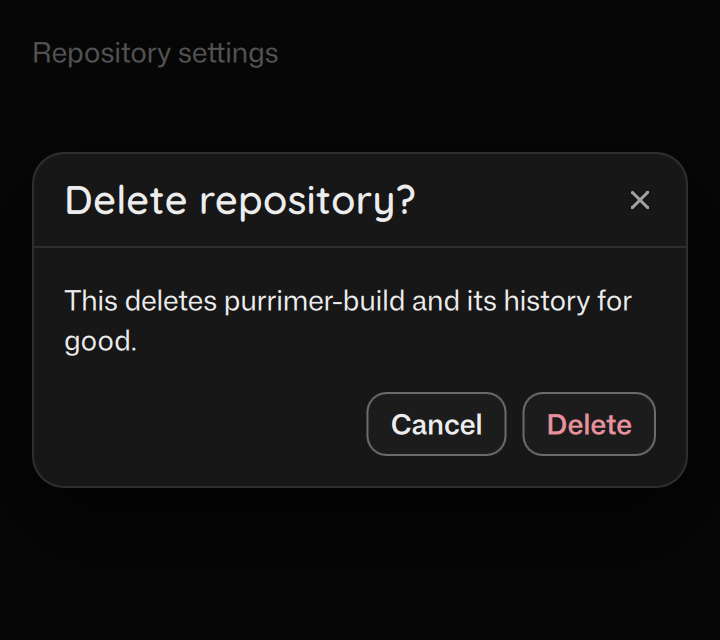 Repository settings
Delete repository?
This deletes purrimer-build and its history for
good.
Cancel Delete